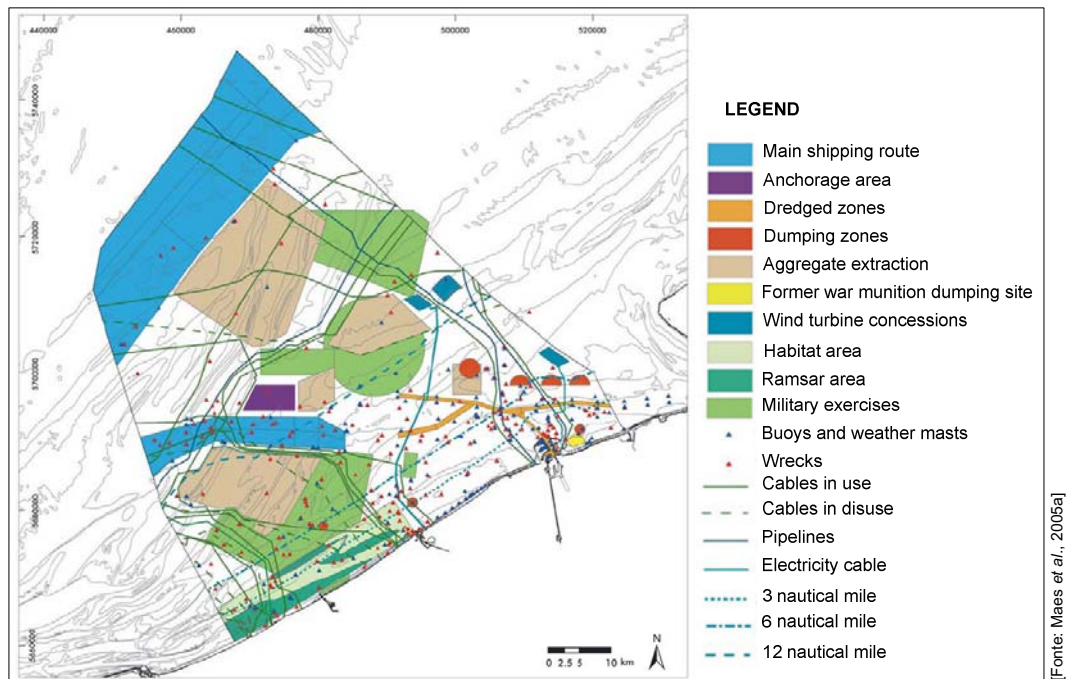 440000 460000 480000 500000 520000
5740000
5720000
5700000
5680000
5660000
LEGEND
Main shipping route
Anchorage area
Dredged zones
Dumping zones
Aggregate extraction
Former war munition dumping site
Wind turbine concessions
Habitat area
Ramsar area
Military exercises
Buoys and weather masts
Wrecks
Cables in use
Cables in disuse
Pipelines
Electricity cable
3 nautical mile
6 nautical mile
12 nautical mile
N
0 2.5 5 10 km
[Fonte: Maes et al., 2005a]